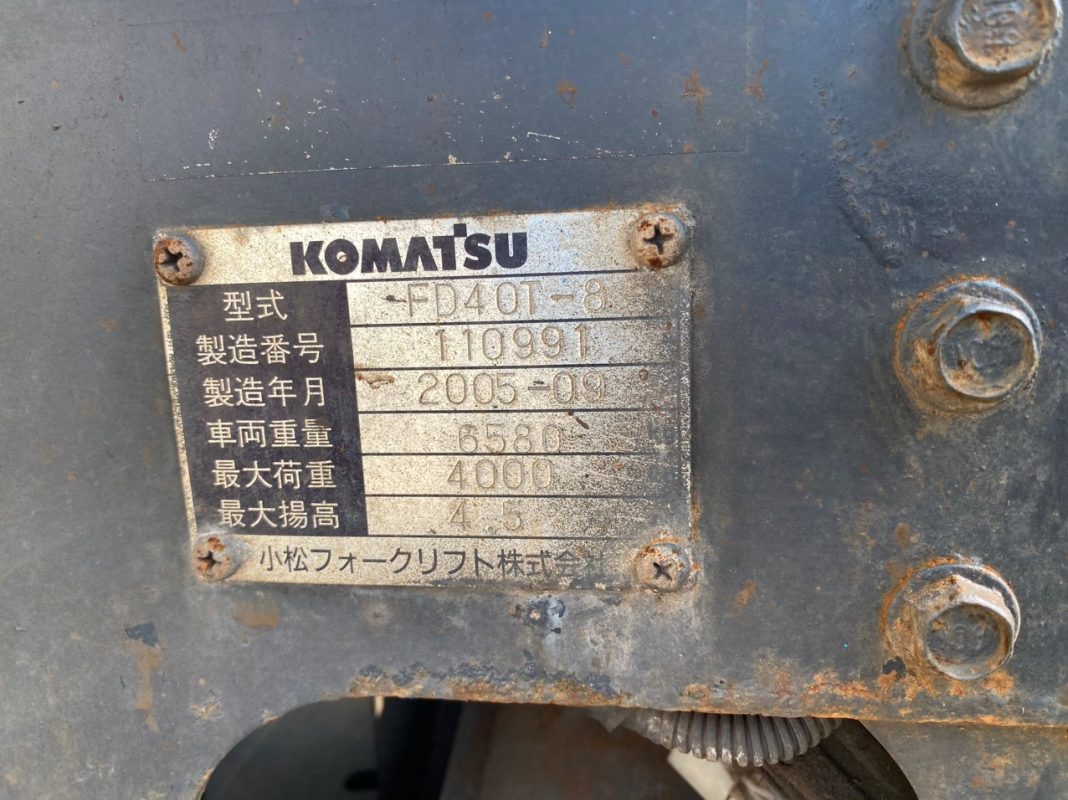 KOMATSU
型式 FD40T-8
製造番号 110991
製造年月 2005-09
車両重量 6580
最大荷重 4000
最大揚高 4.5
小松フォークリフト株式会社